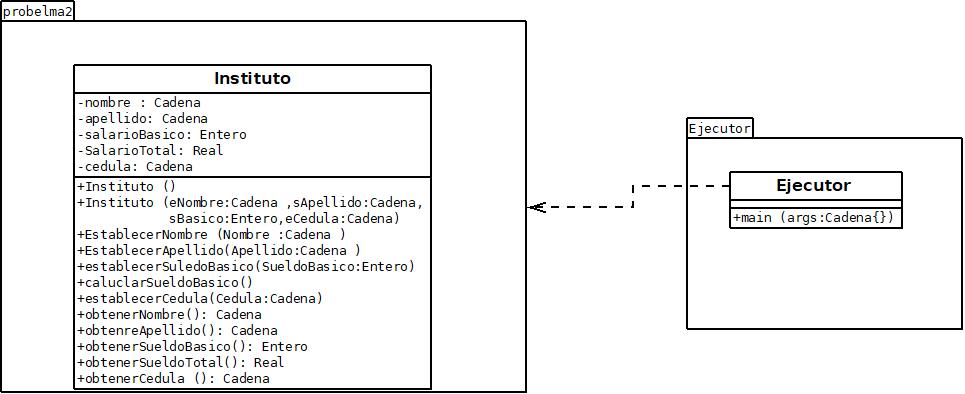 probelma2
Instituto
-nombre : Cadena
-apellido: Cadena
-salarioBasico: Entero
-SalarioTotal: Real
-cedula: Cadena
+Instituto ()
+Instituto (eNombre:Cadena ,sApellido:Cadena,
sBasico:Entero,eCedula:Cadena)
+EstablecerNombre (Nombre :Cadena )
+EstablecerApellido(Apellido:Cadena )
+establecerSuledoBasico(SueldoBasico:Entero)
+caluclarSueldoBasico()
+establecerCedula(Cedula:Cadena)
+obtenerNombre(): Cadena
+obtenreApellido(): Cadena
+obtenerSueldoBasico(): Entero
+obtenerSueldoTotal(): Real
+obtenerCedula (): Cadena
Ejecutor
Ejecutor
+main (args:Cadena{})